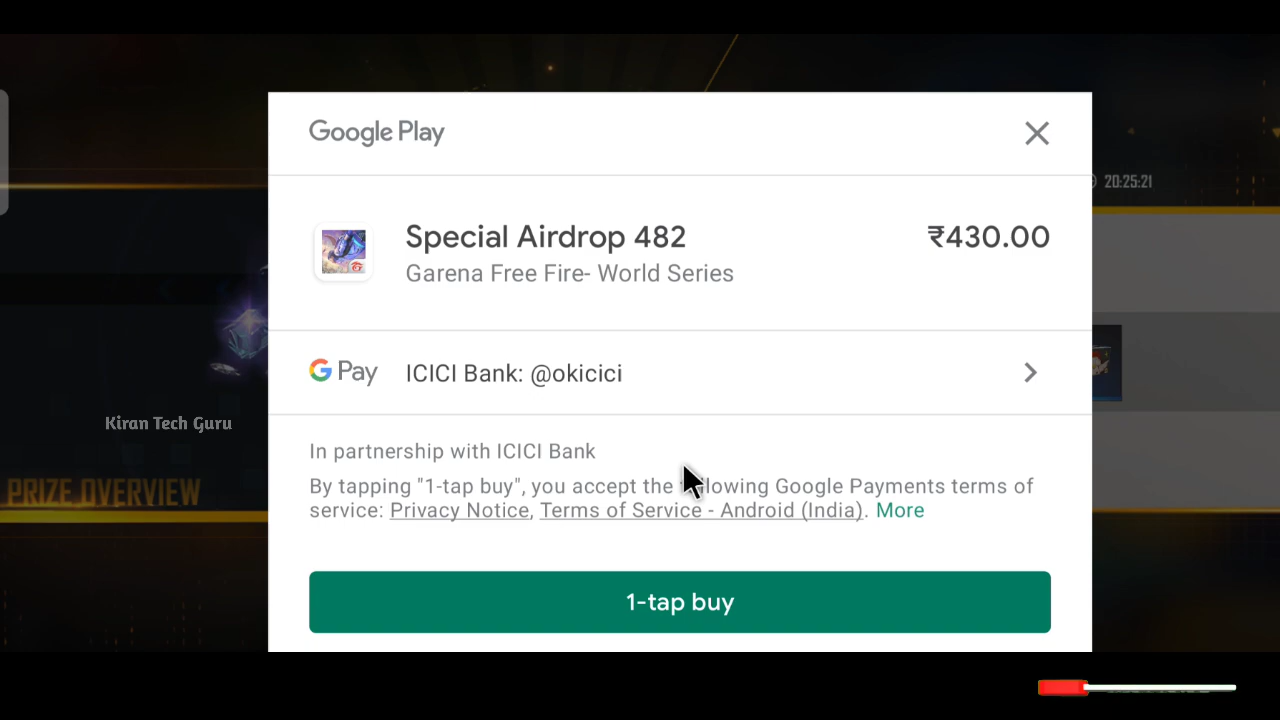 Google Play
20:25:21
Special Airdrop 482
₹430.00
Garena Free Fire- World Series
G Pay
ICICI Bank: @okicici
Kiran Tech Guru
In partnership with ICICI Bank
PRIZE OVERVIEW
By tapping "1-tap buy", you accept the following Google Payments terms of
service: Privacy Notice, Terms of Service - Android (India). More
1-tap buy